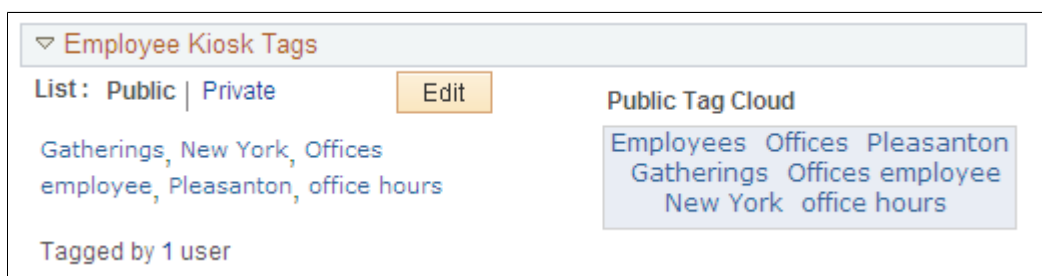 Employee Kiosk Tags
List : Public | Private
Edit
Gatherings, New York, Offices
employee, Pleasanton, office hours
Tagged by 1 user
Public Tag Cloud
Employees Offices Pleasanton
Gatherings Offices employee
New York office hours